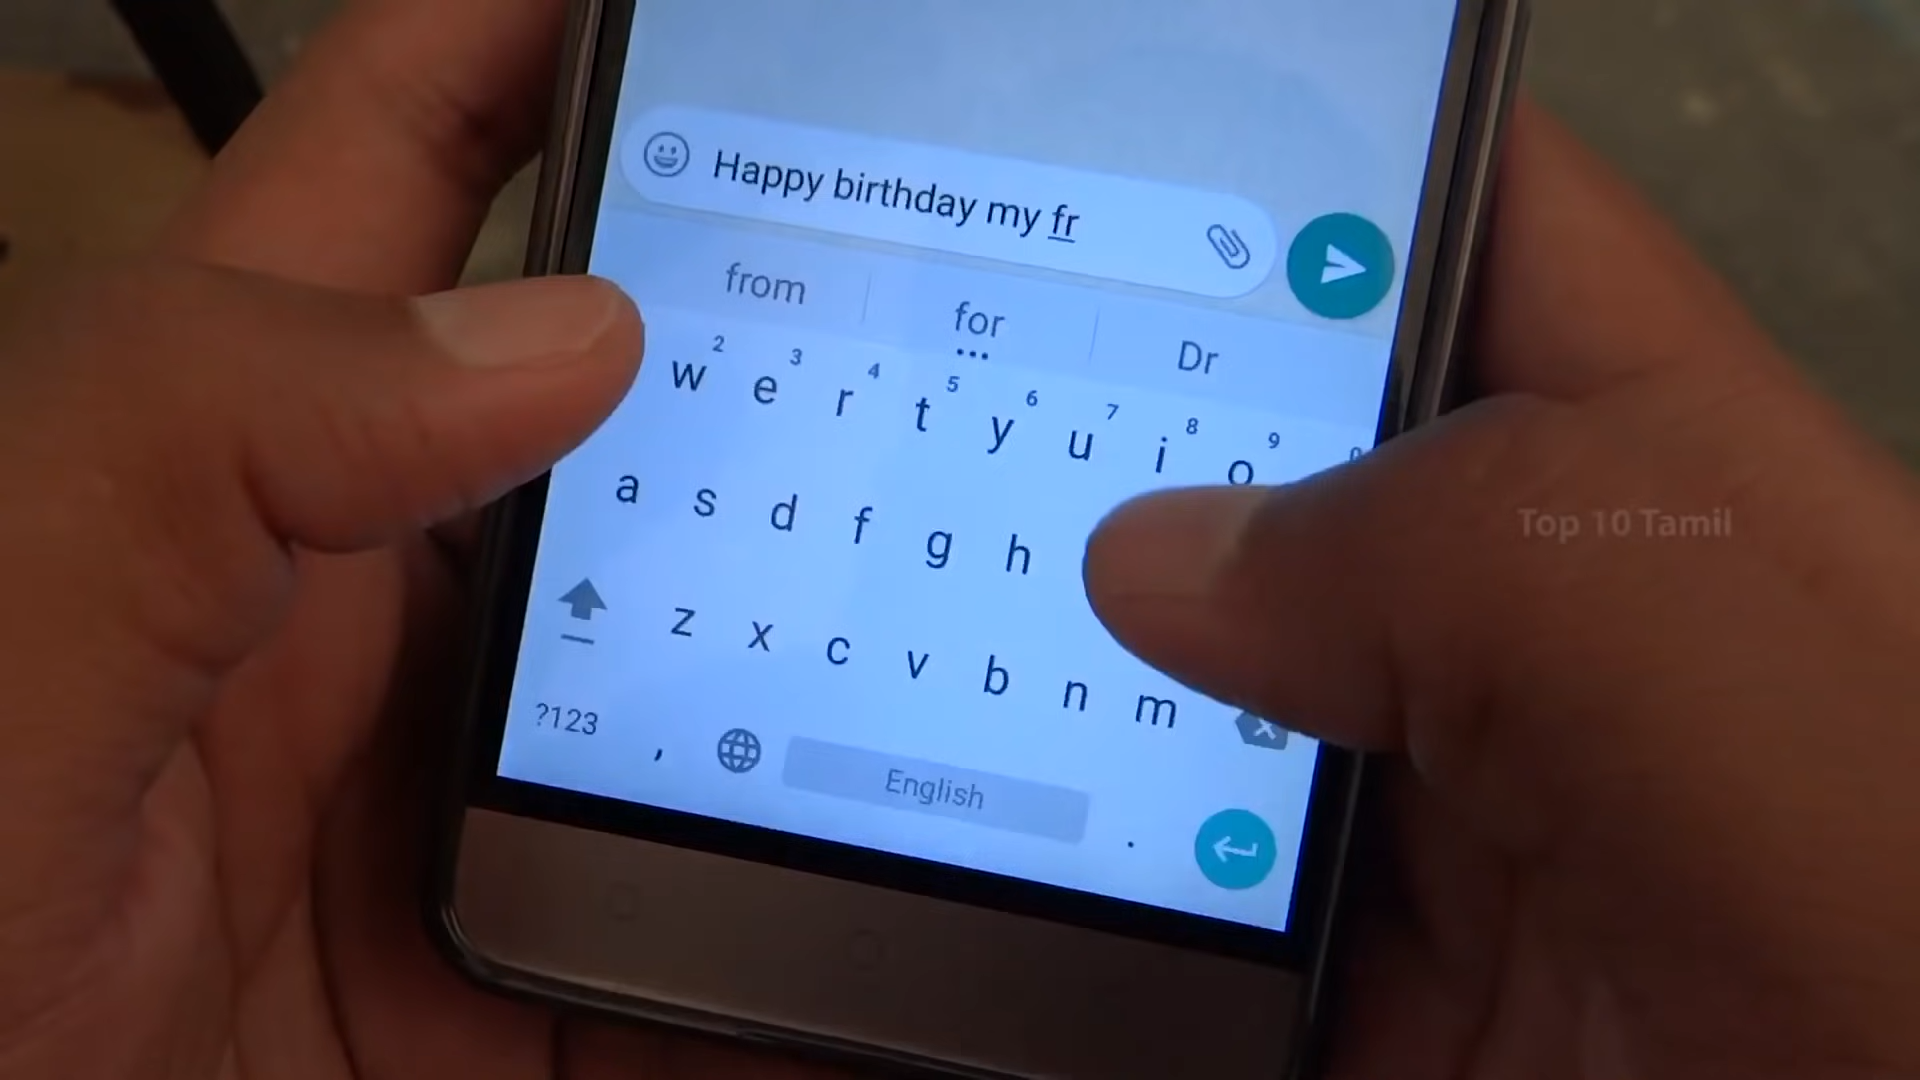 Happy birthday my fr
from for Dr
2 3 4 5 6 7 8 9
w e r t y u i o
a s d f g h
z x c v b n m
?123 , English .
Top 10 Tamil